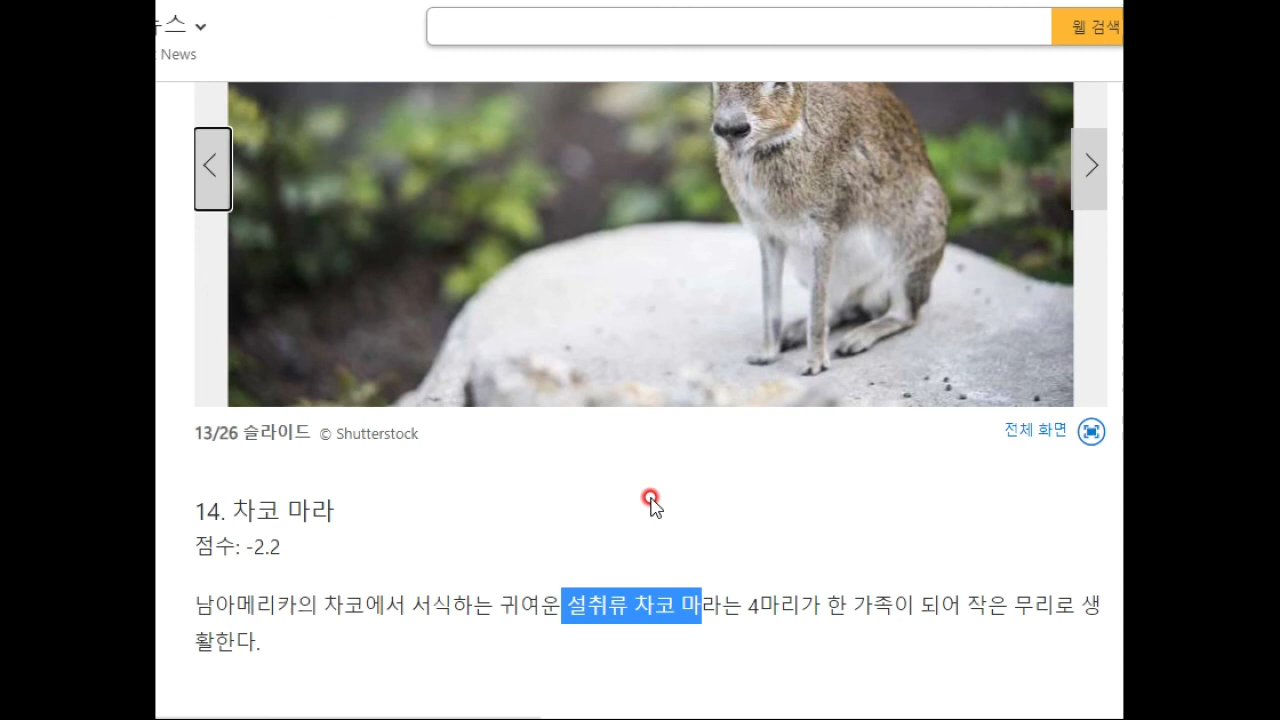 뉴스
News
웹 검색
13/26 슬라이드 © Shutterstock
전체 화면
14. 차코 마라
점수: -2.2
남아메리카의 차코에서 서식하는 귀여운 설취류 차코 마라는 4마리가 한 가족이 되어 작은 무리로 생
활한다.